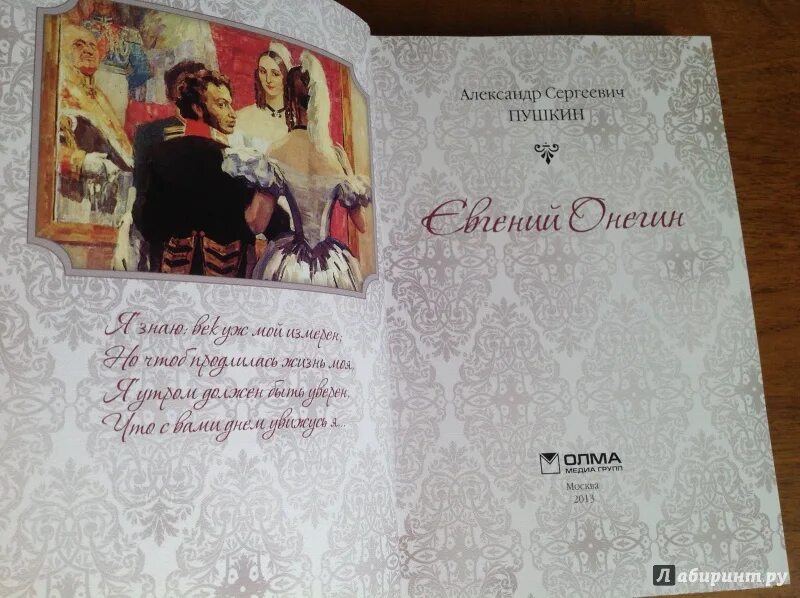 Я знаю: век уж мой измерен;
Но чтоб продлилась жизнь моя,
Я утром должен быть уверен,
Что с вами днем увижусь я...
Александр Сергеевич
ПУШКИН
Евгений Онегин
ОЛМА
МЕДИА ГРУПП
Москва
2013
Лабиринт.ру